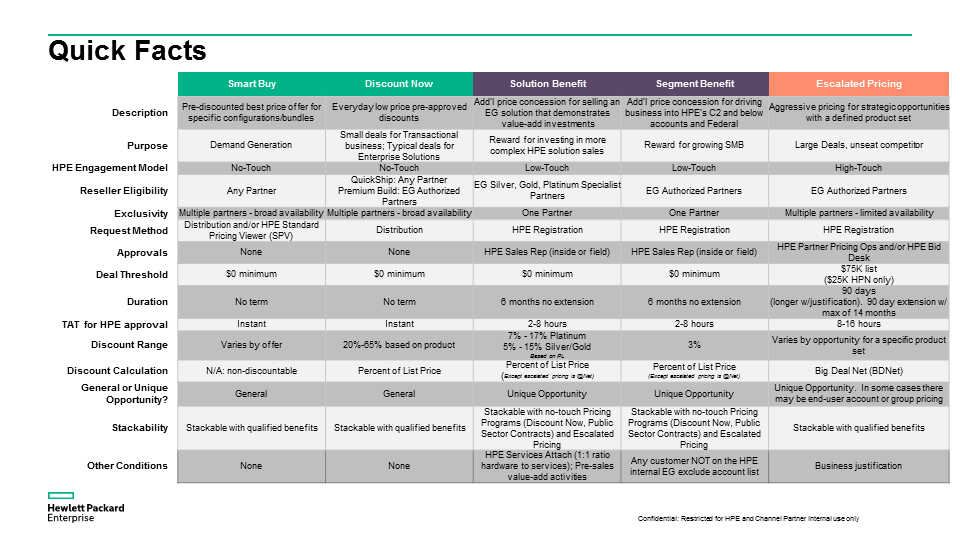 Quick Facts
Smart Buy Discount Now Solution Benefit Segment Benefit Escalated Pricing
Description
Pre-discounted best price offer for
specific configurations/bundles
Everyday low price pre-approved
discounts
Add'l price concession for selling an
EG solution that demonstrates
value-add investments
Add'l price concession for driving
business into HPE's C2 and below
accounts and Federal
Aggressive pricing for strategic opportunities
with a defined product set
Purpose
Demand Generation
Small deals for Transactional
business; Typical deals for
Enterprise Solutions
Reward for investing in more
complex HPE solution sales
Reward for growing SMB
Large Deals, unseat competitor
HPE Engagement Model
No-Touch
No-Touch
Low-Touch
Low-Touch
High-Touch
Reseller Eligibility
Any Partner
QuickShip: Any Partner
Premium Build: EG Authorized
Partners
EG Silver, Gold, Platinum Specialist
Partners
EG Authorized Partners
EG Authorized Partners
Exclusivity
Multiple partners - broad availability
Multiple partners - broad availability
One Partner
One Partner
Multiple partners - limited availability
Request Method
Distribution and/or HPE Standard
Pricing Viewer (SPV)
Distribution
HPE Registration
HPE Registration
HPE Registration
Approvals
None
None
HPE Sales Rep (inside or field)
HPE Sales Rep (inside or field)
HPE Partner Pricing Ops and/or HPE Bid
Desk
Deal Threshold
$0 minimum
$0 minimum
$0 minimum
$0 minimum
$75K list
($25K HPN only)
Duration
No term
No term
6 months no extension
6 months no extension
90 days
(longer w/justification). 90 day extension w/
max of 14 months
TAT for HPE approval
Instant
Instant
2-8 hours
2-8 hours
8-16 hours
Discount Range
Varies by offer
20%-65% based on product
7% - 17% Platinum
5% - 15% Silver/Gold
Based on PL
3%
Varies by opportunity for a specific product
set
Discount Calculation
N/A: non-discountable
Percent of List Price
Percent of List Price
(Except escalated pricing is @Net)
Percent of List Price
(Except escalated pricing is @Net)
Big Deal Net (BDNet)
General or Unique
Opportunity?
General
General
Unique Opportunity
Unique Opportunity
Unique Opportunity. In some cases there
may be end-user account or group pricing
Stackability
Stackable with qualified benefits
Stackable with qualified benefits
Stackable with no-touch Pricing
Programs (Discount Now, Public
Sector Contracts) and Escalated
Pricing
Stackable with no-touch Pricing
Programs (Discount Now, Public
Sector Contracts) and Escalated
Pricing
Stackable with qualified benefits
Other Conditions
None
None
HPE Services Attach (1:1 ratio
hardware to services); Pre-sales
value-add activities
Any customer NOT on the HPE
internal EG exclude account list
Business justification
Hewlett Packard
Enterprise
Confidential: Restricted for HPE and Channel Partner Internal use only